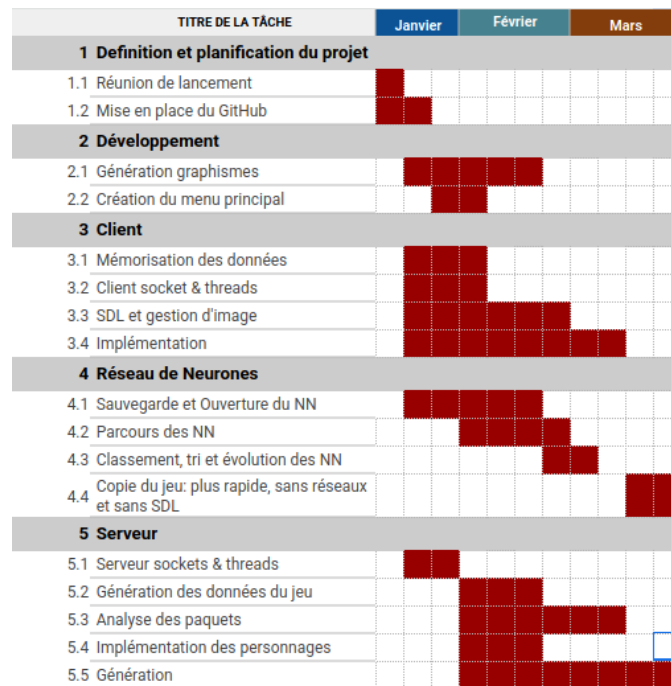 TITRE DE LA TÂCHE Janvier Février Mars
1 Definition et planification du projet
1.1 Réunion de lancement
1.2 Mise en place du GitHub
2 Développement
2.1 Génération graphismes
2.2 Création du menu principal
3 Client
3.1 Mémorisation des données
3.2 Client socket & threads
3.3 SDL et gestion d'image
3.4 Implémentation
4 Réseau de Neurones
4.1 Sauvegarde et Ouverture du NN
4.2 Parcours des NN
4.3 Classement, tri et évolution des NN
4.4 Copie du jeu: plus rapide, sans réseaux
et sans SDL
5 Serveur
5.1 Serveur sockets & threads
5.2 Génération des données du jeu
5.3 Analyse des paquets
5.4 Implémentation des personnages
5.5 Génération